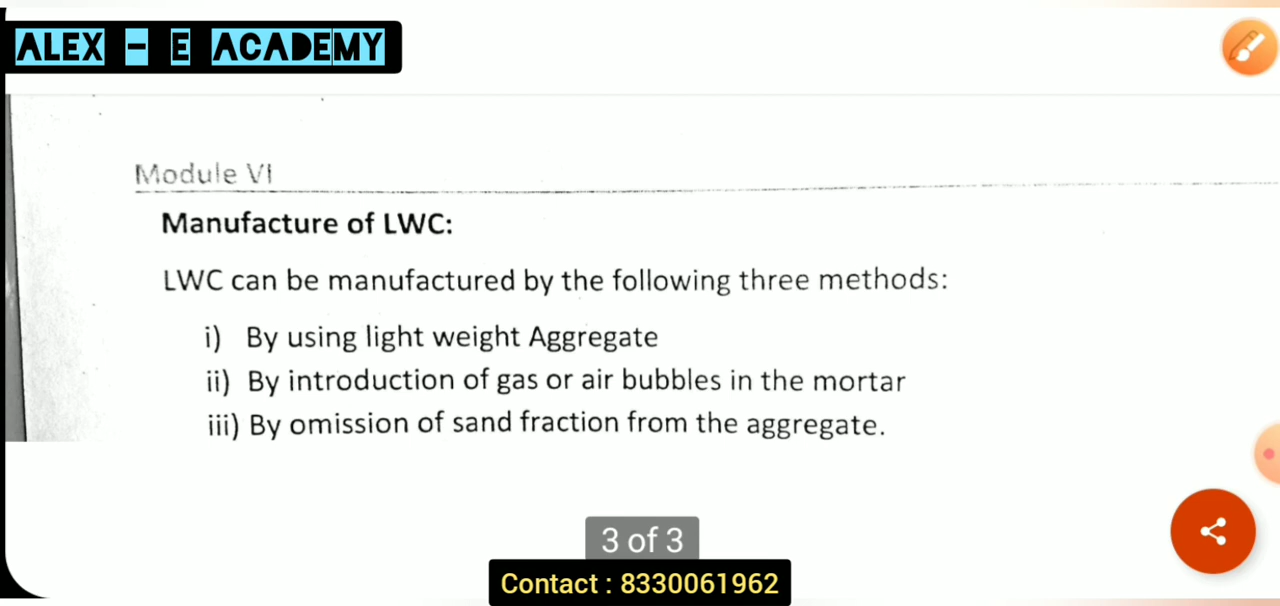 ALEX - E ACADEMY
Module VI
Manufacture of LWC:
LWC can be manufactured by the following three methods:
i) By using light weight Aggregate
ii) By introduction of gas or air bubbles in the mortar
iii) By omission of sand fraction from the aggregate.
3 of 3
Contact : 8330061962